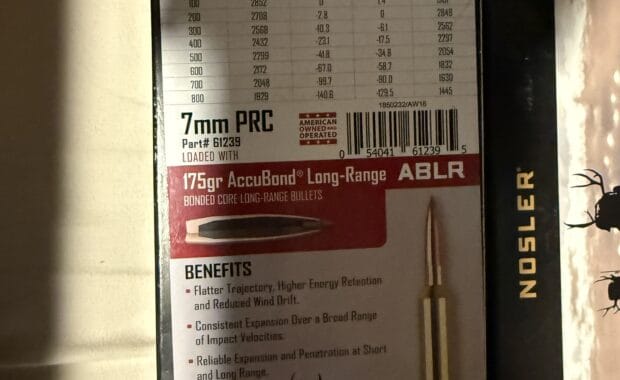 100 2852 0 1.4
200 2708 -2.8 0 2849
300 2568 -10.3 -6.1 2562
400 2432 -23.1 -17.5 2297
500 -41.8 -34.8 2054
600 2172 -67.0 -58.7 1832
700 2048 -99.7 -90.0 1630
800 1929 -140.6 -129.5 1445
1850232/AW16
7mm PRC
Part# 61239
LOADED WITH
AMERICAN
OWNED AND
OPERATED
0 54041 61239 5
175gr AccuBond® Long-Range ABLR
BONDED CORE LONG-RANGE BULLETS
BENEFITS
• Flatter Trajectory, Higher Energy Retention
and Reduced Wind Drift.
• Consistent Expansion Over a Broad Range
of Impact Velocities.
• Reliable Expansion and Penetration at Short
and Long Range.
NOSLER